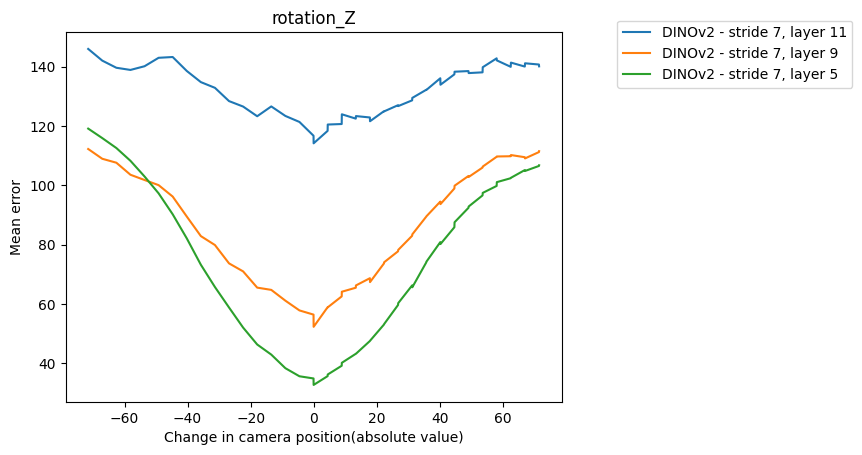 rotation_Z
DINOv2 - stride 7, layer 11
DINOv2 - stride 7, layer 9
DINOv2 - stride 7, layer 5
Mean error
140
120
100
80
60
40
−60
−40
−20
0
20
40
60
Change in camera position(absolute value)